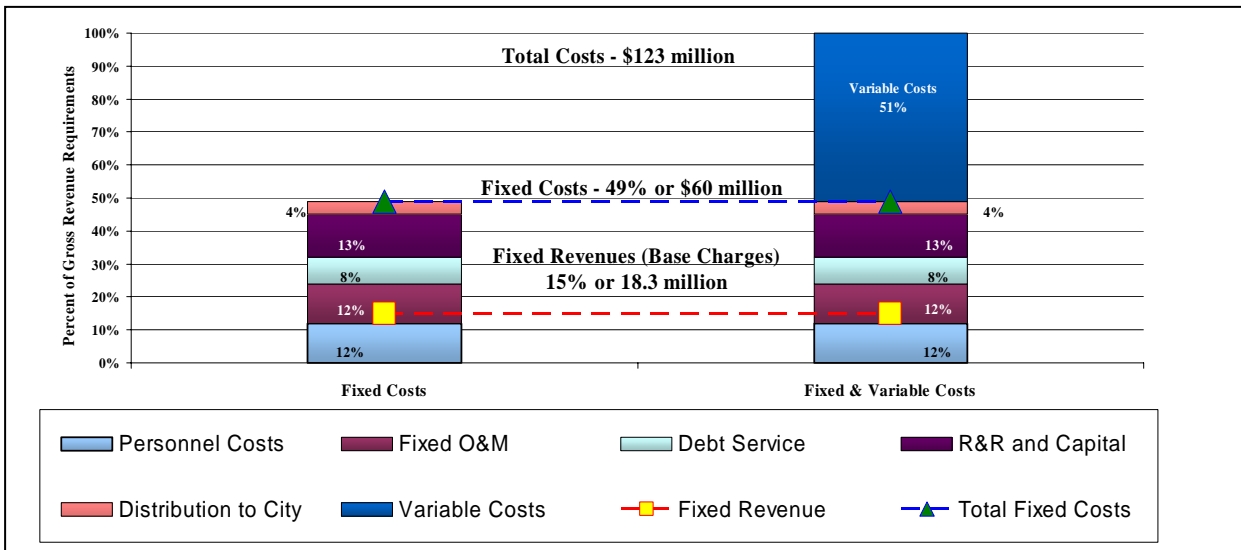 100%
Total Costs - $123 million
90%
Variable Costs
51%
80%
70%
60%
Fixed Costs - 49% or $60 million
50%
4%
4%
40%
13%
13%
Fixed Revenues (Base Charges)
15% or 18.3 million
30%
8%
8%
20%
12%
12%
10%
12%
12%
0%
Percent of Gross Revenue Requirements
Fixed Costs
Fixed & Variable Costs
Personnel Costs
Fixed O&M
Debt Service
R&R and Capital
Distribution to City
Variable Costs
Fixed Revenue
Total Fixed Costs